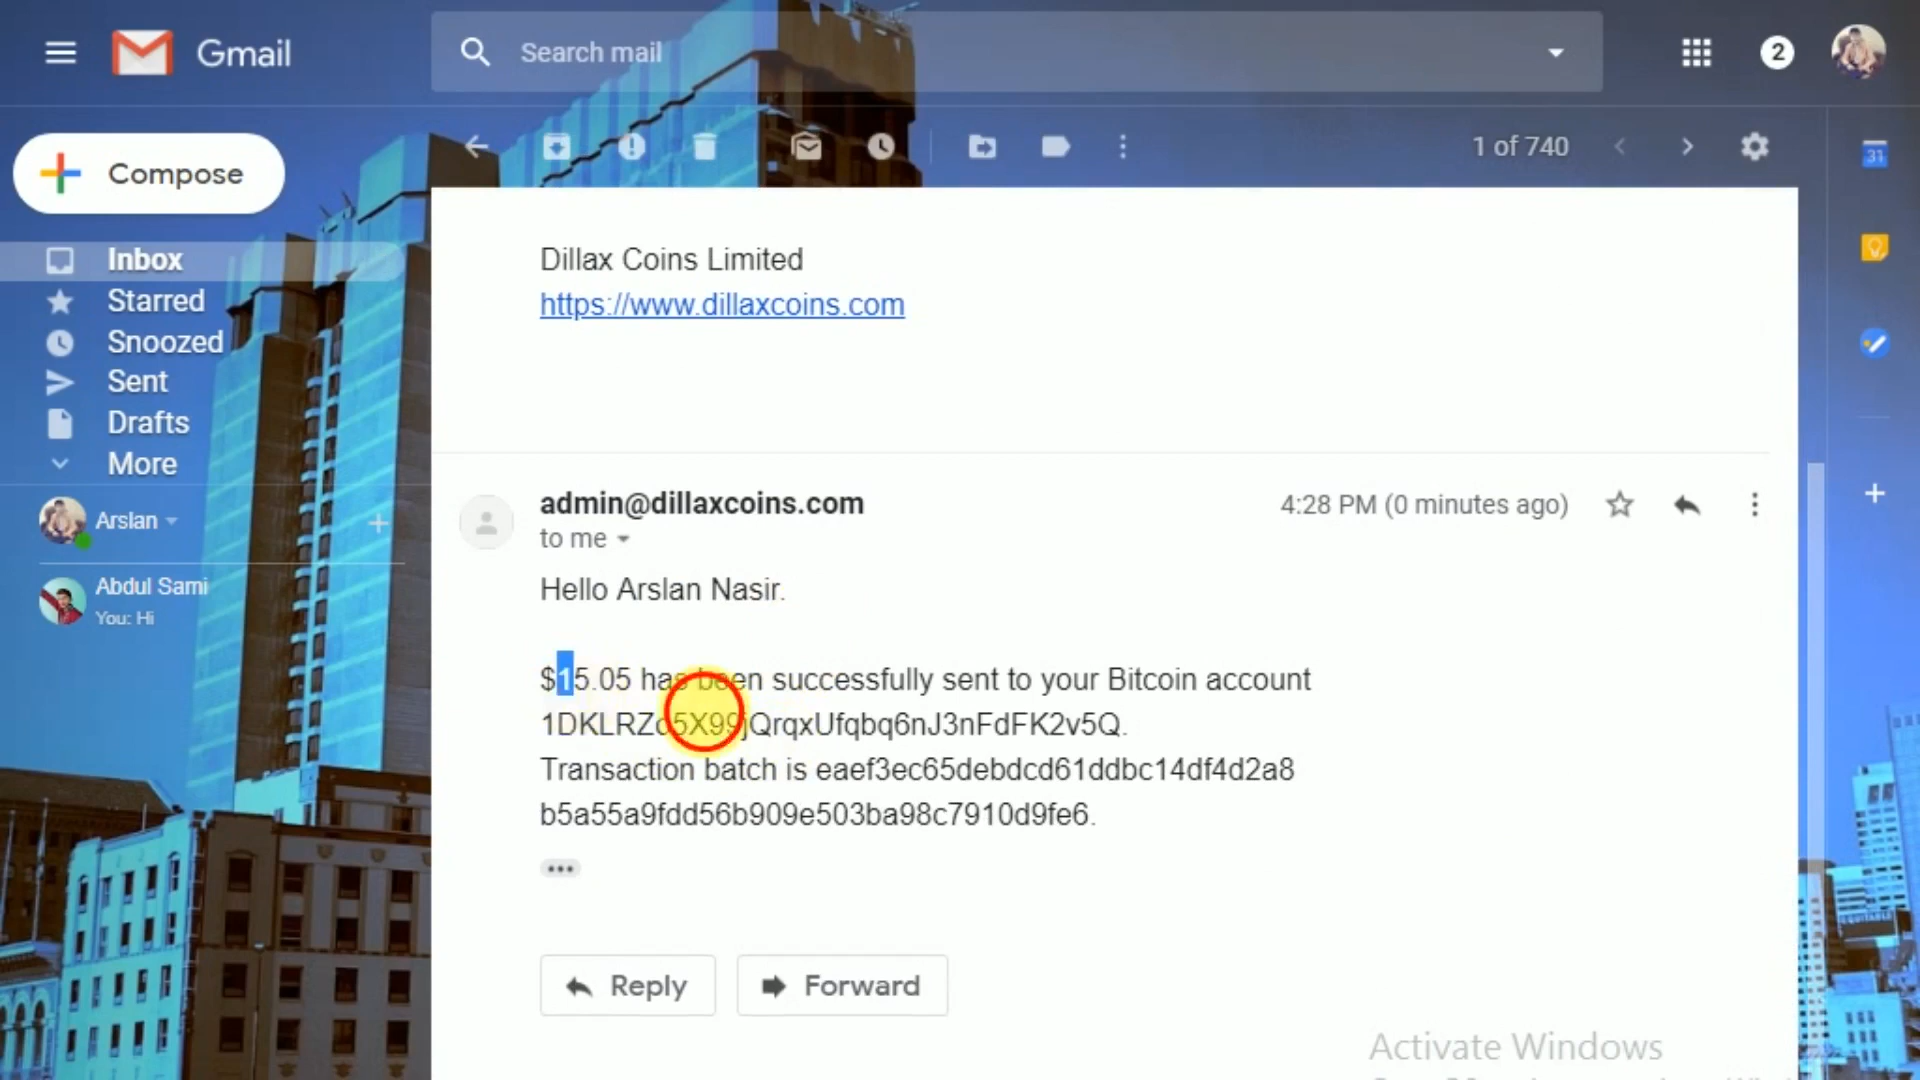 Gmail
Search mail
2
Compose
1 of 740
31
Inbox
Starred
Snoozed
Sent
Drafts
More
Arslan
Abdul Sami
You: Hi
Dillax Coins Limited
https://www.dillaxcoins.com
admin@dillaxcoins.com
4:28 PM (0 minutes ago)
to me
Hello Arslan Nasir.
$15.05 has been successfully sent to your Bitcoin account
1DKLRZo5X99jQrqxUfqbq6nJ3nFdFK2v5Q.
Transaction batch is eaef3ec65debdcd61ddbc14df4d2a8
b5a55a9fdd56b909e503ba98c7910d9fe6.
Reply
Forward
Activate Windows